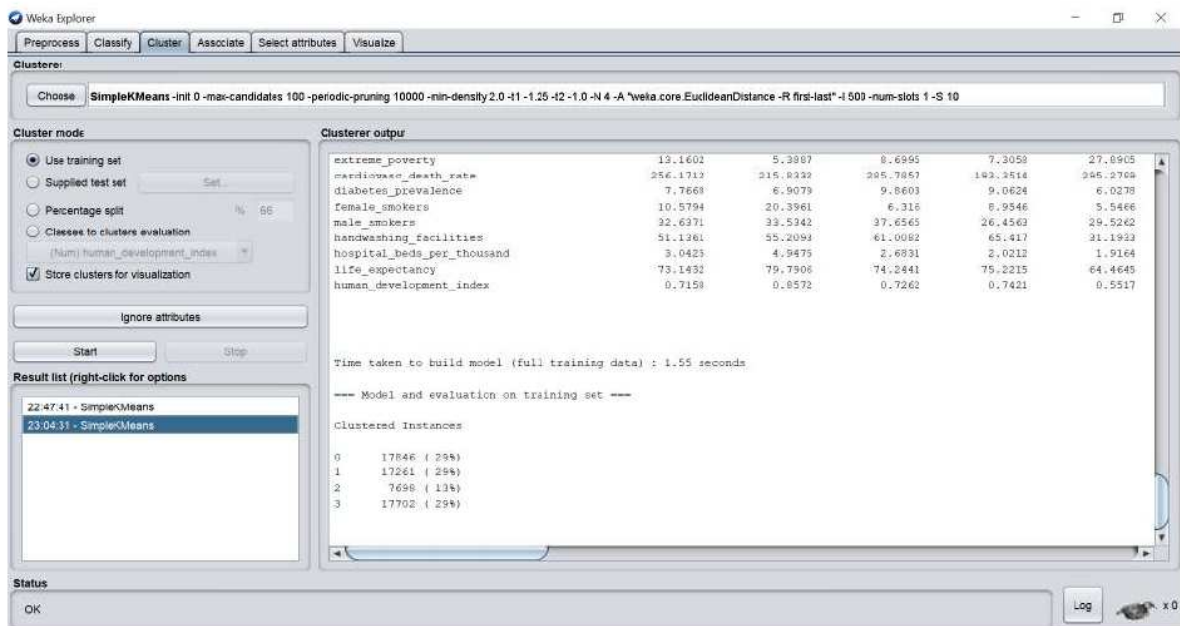 Weka Explorer
Preprocess Classify Cluster Associate Select attributes Visualize
Clusterer
Choose SimpleKMeans -init 0 -max-candidates 100 -periodic-pruning 10000 -min-density 2.0 -t1 -1.25 -t2 -1.0 -N 4 -A "weka.core.EuclideanDistance -R first-last" -I 500 -num-slots 1 -S 10
Cluster mode
Use training set
Supplied test set Set...
Percentage split % 66
Classes to clusters evaluation
(Num) human_development_index
Store clusters for visualization
Ignore attributes
Start Stop
Result list (right-click for options
22:47:41 - SimpleKMeans
23:04:31 - SimpleKMeans
Clusterer output
extreme_poverty 13.1602 5.3887 8.6995 7.3058 27.8905
cardiovasc_death_rate 256.1712 215.8332 193.3514
diabetes_prevalence 7.7668 6.9079 9.8603 9.0624 6.0278
female_smokers 10.5794 20.3961 6.316 8.9546 5.5466
male_smokers 32.6371 33.5342 37.6565 26.4563 29.5262
handwashing_facilities 51.1361 55.2093 61.0082 65.417 31.1933
hospital_beds_per_thousand 3.0425 4.9475 2.6831 2.0212 1.9164
life_expectancy 73.1432 79.7906 74.2441 75.2215 64.4645
human_development_index 0.7158 0.8572 0.7262 0.7421 0.5517
Time taken to build model (full training data) : 1.55 seconds
=== Model and evaluation on training set ===
Clustered Instances
0 17846 ( 29%)
1 17261 ( 29%)
2 7698 ( 13%)
3 17702 ( 29%)
Status
OK
Log x 0